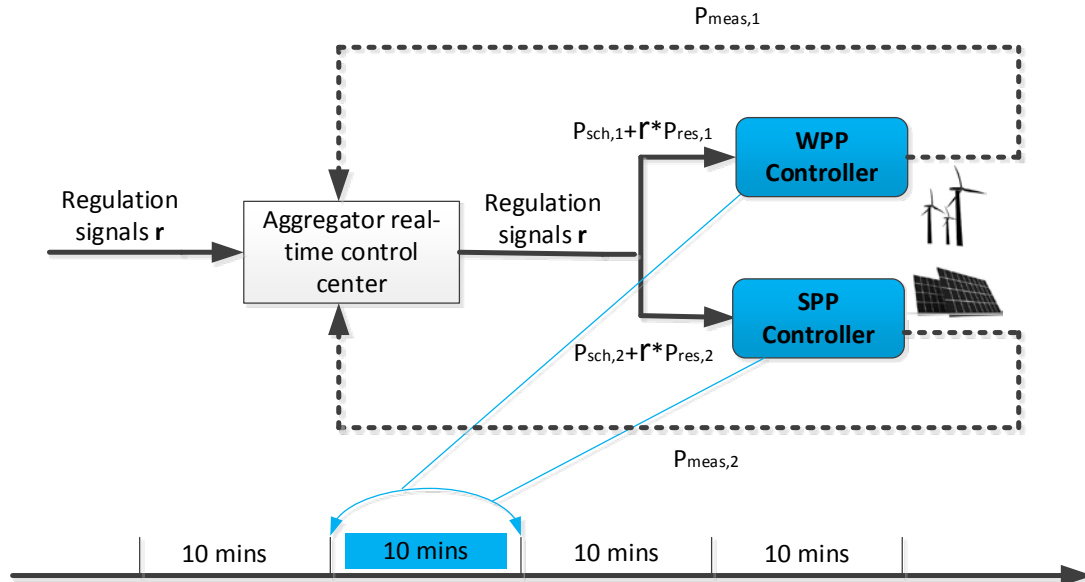 Pmeas,1
Psch,1+r*Pres,1
WPP
Controller
Regulation
signals r
Aggregator real-
time control
center
Regulation
signals r
SPP
Controller
Psch,2+r*Pres,2
Pmeas,2
10 mins
10 mins
10 mins
10 mins